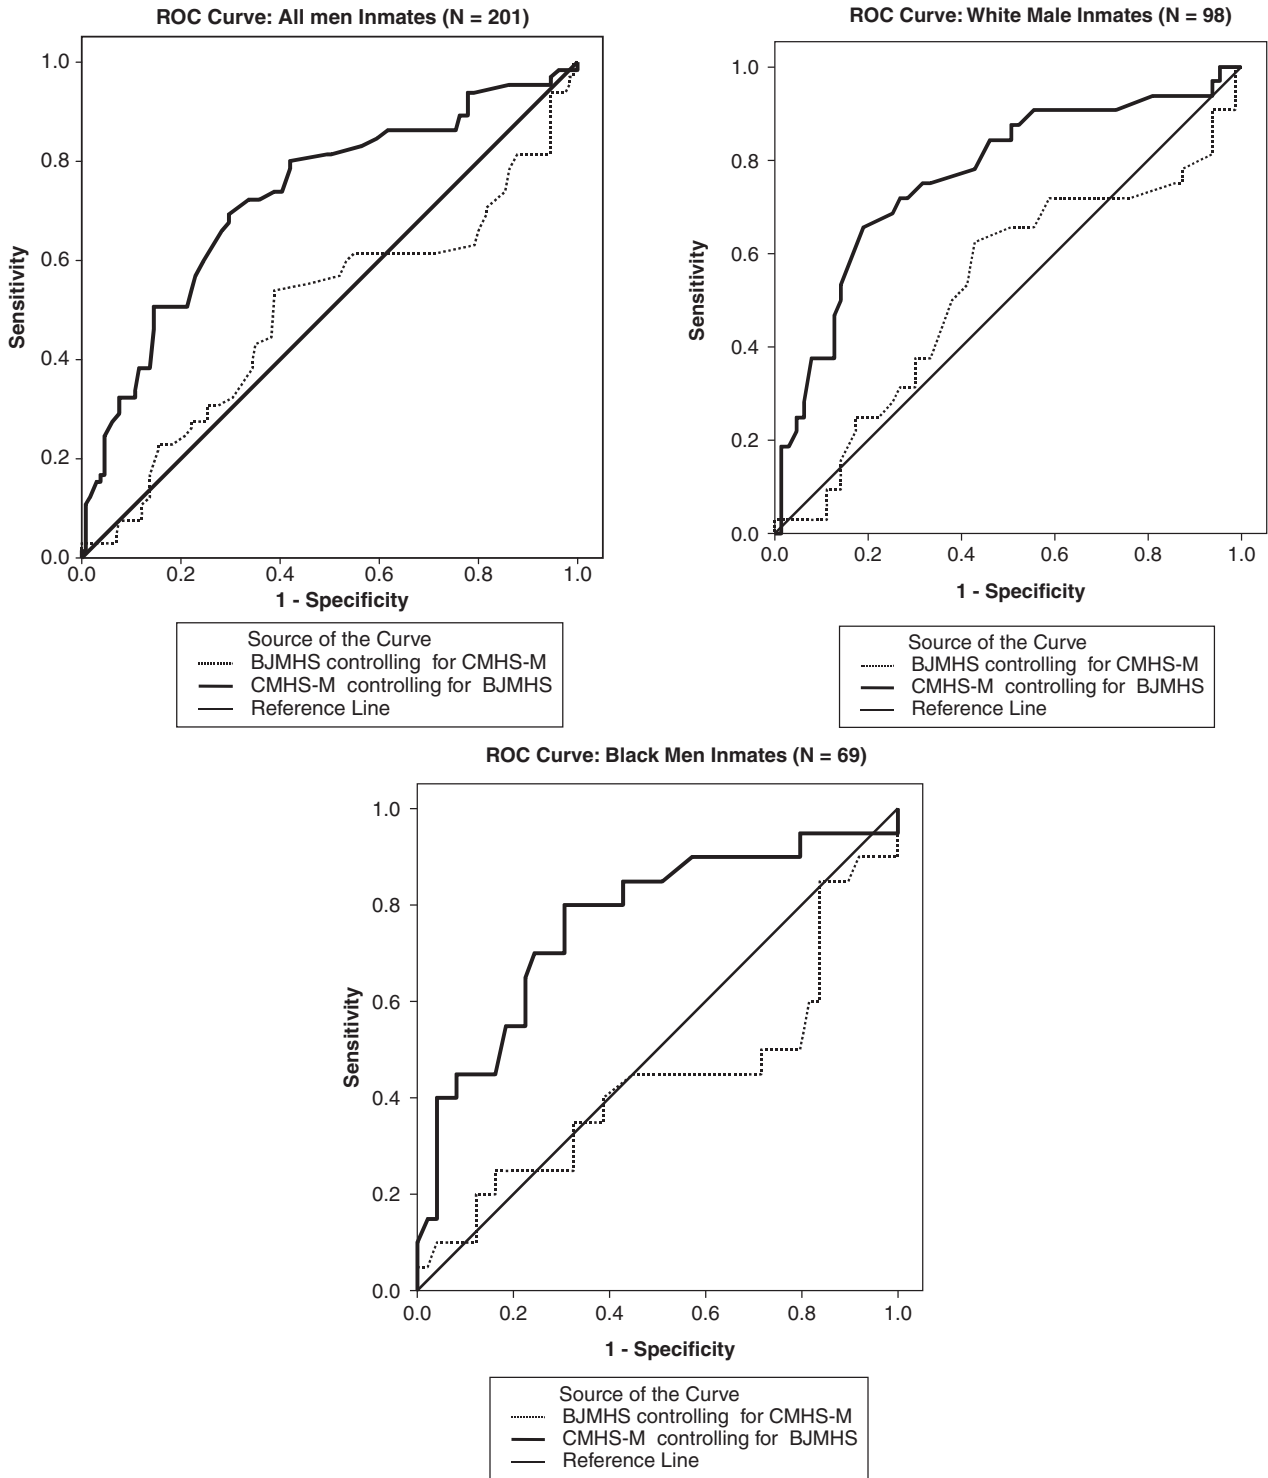 ROC Curve: All men Inmates (N = 201)
1.0
0.8
0.6
0.4
0.2
0.0
Sensitivity
0.0 0.2 0.4 0.6 0.8 1.0
1 - Specificity
Source of the Curve
BJMHS controlling for CMHS-M
CMHS-M controlling for BJMHS
Reference Line
ROC Curve: White Male Inmates (N = 98)
1.0
0.8
0.6
0.4
0.2
0.0
Sensitivity
0.0 0.2 0.4 0.6 0.8 1.0
1 - Specificity
Source of the Curve
BJMHS controlling for CMHS-M
CMHS-M controlling for BJMHS
Reference Line
ROC Curve: Black Men Inmates (N = 69)
1.0
0.8
0.6
0.4
0.2
0.0
Sensitivity
0.0 0.2 0.4 0.6 0.8 1.0
1 - Specificity
Source of the Curve
BJMHS controlling for CMHS-M
CMHS-M controlling for BJMHS
Reference Line